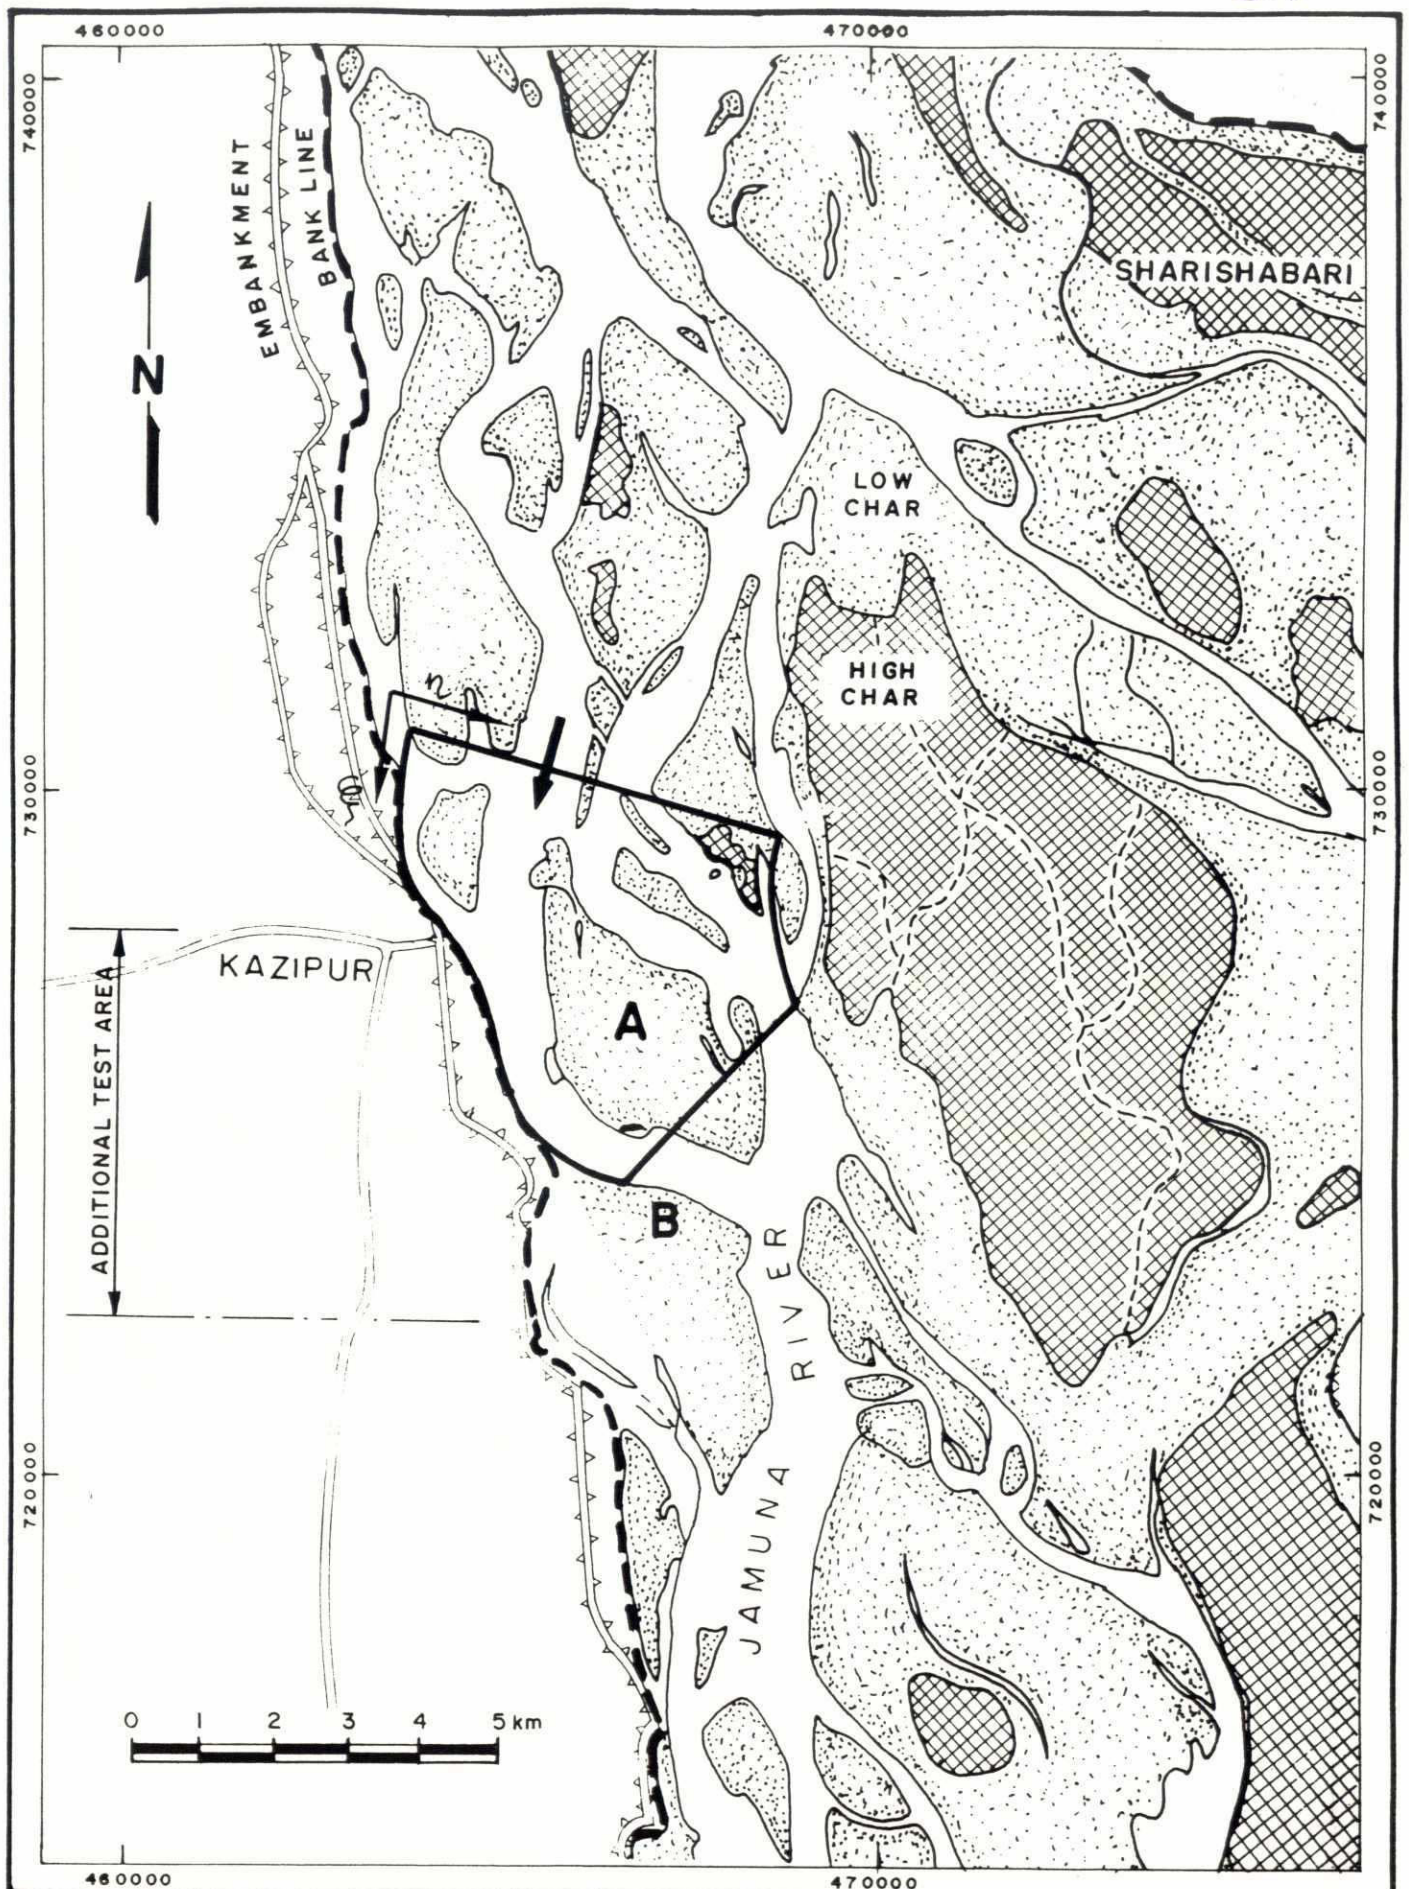 460000
470000
740000
740000
EMBANKMENT
BANK LINE
SHARISHABARI
N
LOW
CHAR
HIGH
CHAR
n
730000
730000
KAZIPUR
ADDITIONAL TEST AREA
A
B
JAMUNA RIVER
720000
720000
0 1 2 3 4 5 km
460000
470000